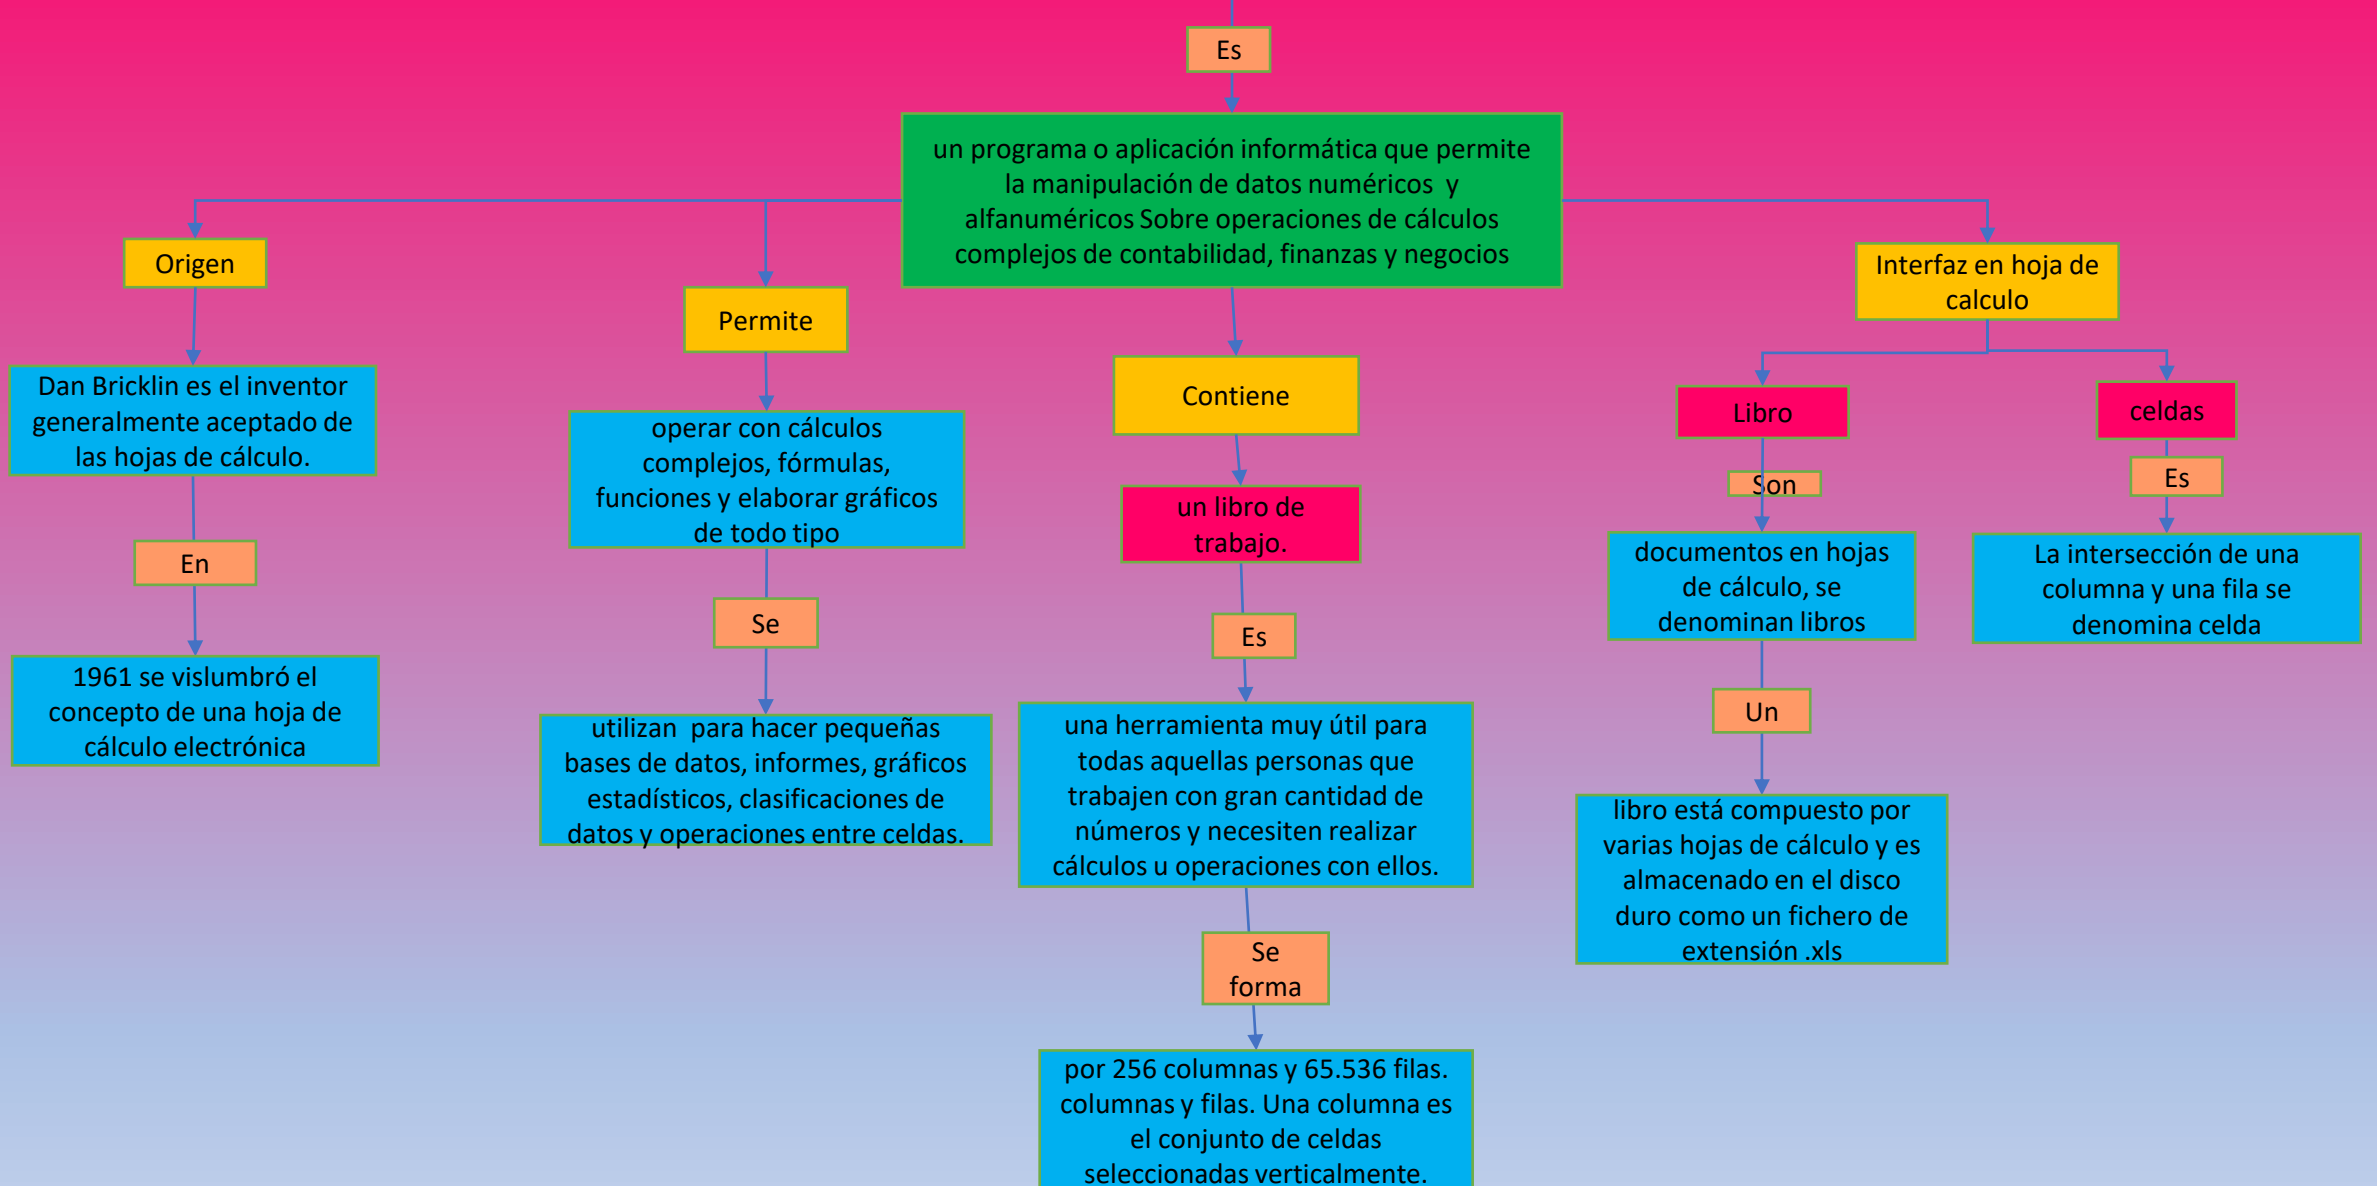 Es
un programa o aplicación informática que permite
la manipulación de datos numéricos  y
alfanuméricos Sobre operaciones de cálculos
complejos de contabilidad, finanzas y negocios
Origen
Dan Bricklin es el inventor
generalmente aceptado de
las hojas de cálculo.
En
1961 se vislumbró el
concepto de una hoja de
cálculo electrónica
Permite
operar con cálculos
complejos, fórmulas,
funciones y elaborar gráficos
de todo tipo
Se
utilizan  para hacer pequeñas
bases de datos, informes, gráficos
estadísticos, clasificaciones de
datos y operaciones entre celdas.
Contiene
un libro de
trabajo.
Es
una herramienta muy útil para
todas aquellas personas que
trabajen con gran cantidad de
números y necesiten realizar
cálculos u operaciones con ellos.
Se
forma
por 256 columnas y 65.536 filas.
columnas y filas. Una columna es
el conjunto de celdas
seleccionadas verticalmente.
Interfaz en hoja de
calculo
Libro
Son
documentos en hojas
de cálculo, se
denominan libros
Un
libro está compuesto por
varias hojas de cálculo y es
almacenado en el disco
duro como un fichero de
extensión .xls
celdas
Es
La intersección de una
columna y una fila se
denomina celda